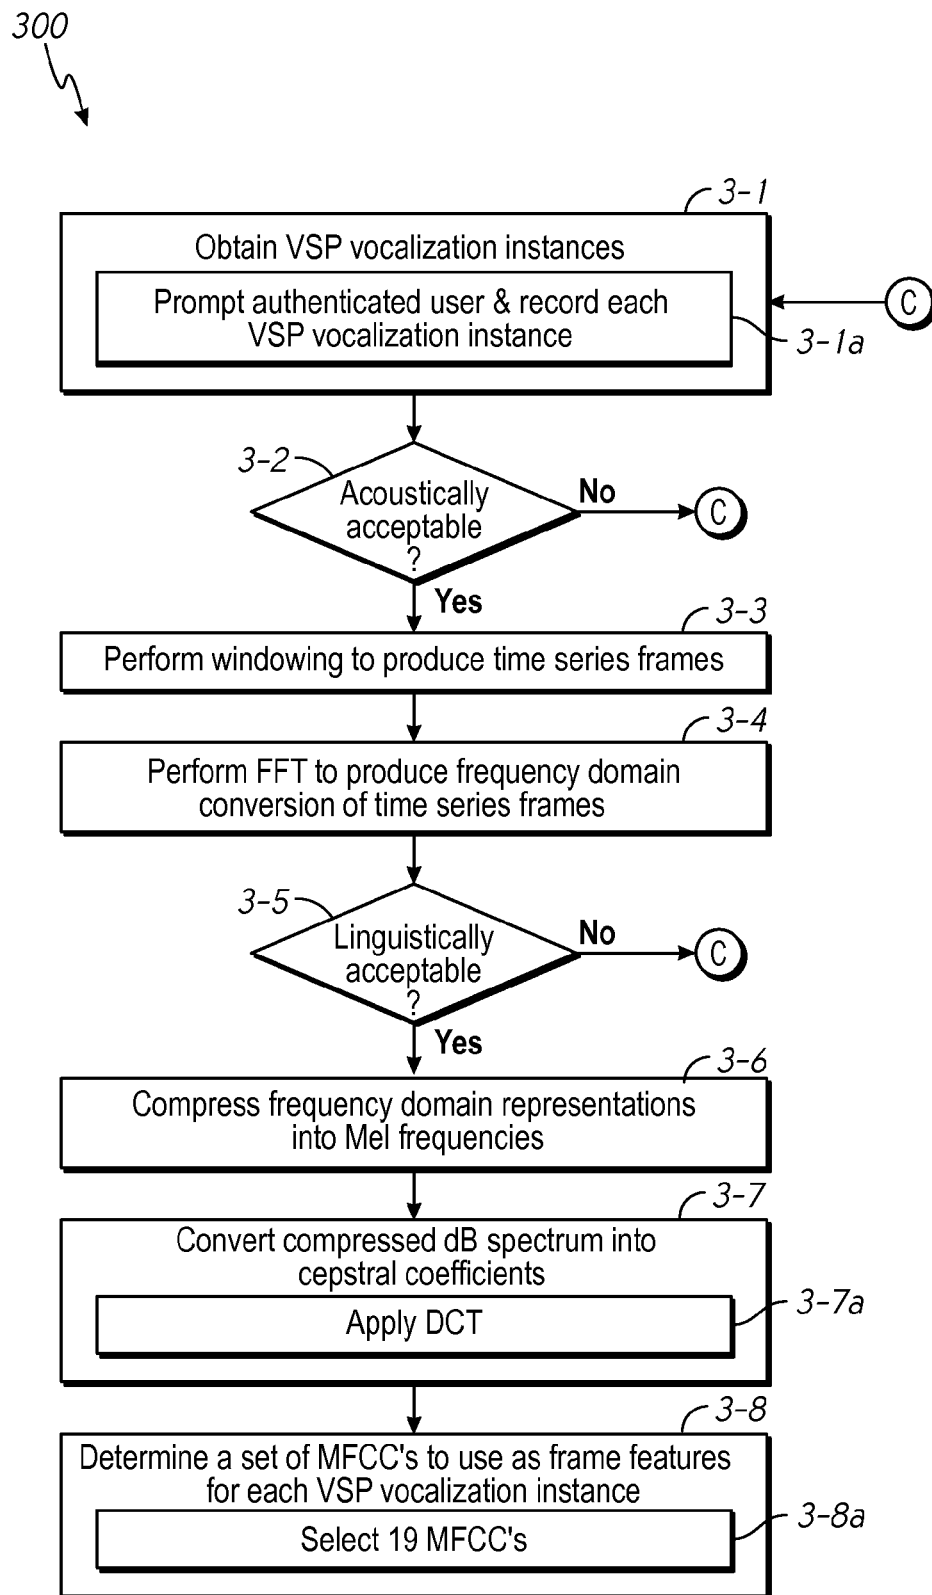 300
3-1
Obtain VSP vocalization instances
Prompt authenticated user & record each
VSP vocalization instance
C
3-1a
3-2
Acoustically
acceptable
?
No
C
Yes
3-3
Perform windowing to produce time series frames
3-4
Perform FFT to produce frequency domain
conversion of time series frames
3-5
Linguistically
acceptable
?
No
C
Yes
3-6
Compress frequency domain representations
into Mel frequencies
3-7
Convert compressed dB spectrum into
cepstral coefficients
3-7a
Apply DCT
3-8
Determine a set of MFCC's to use as frame features
for each VSP vocalization instance
3-8a
Select 19 MFCC's